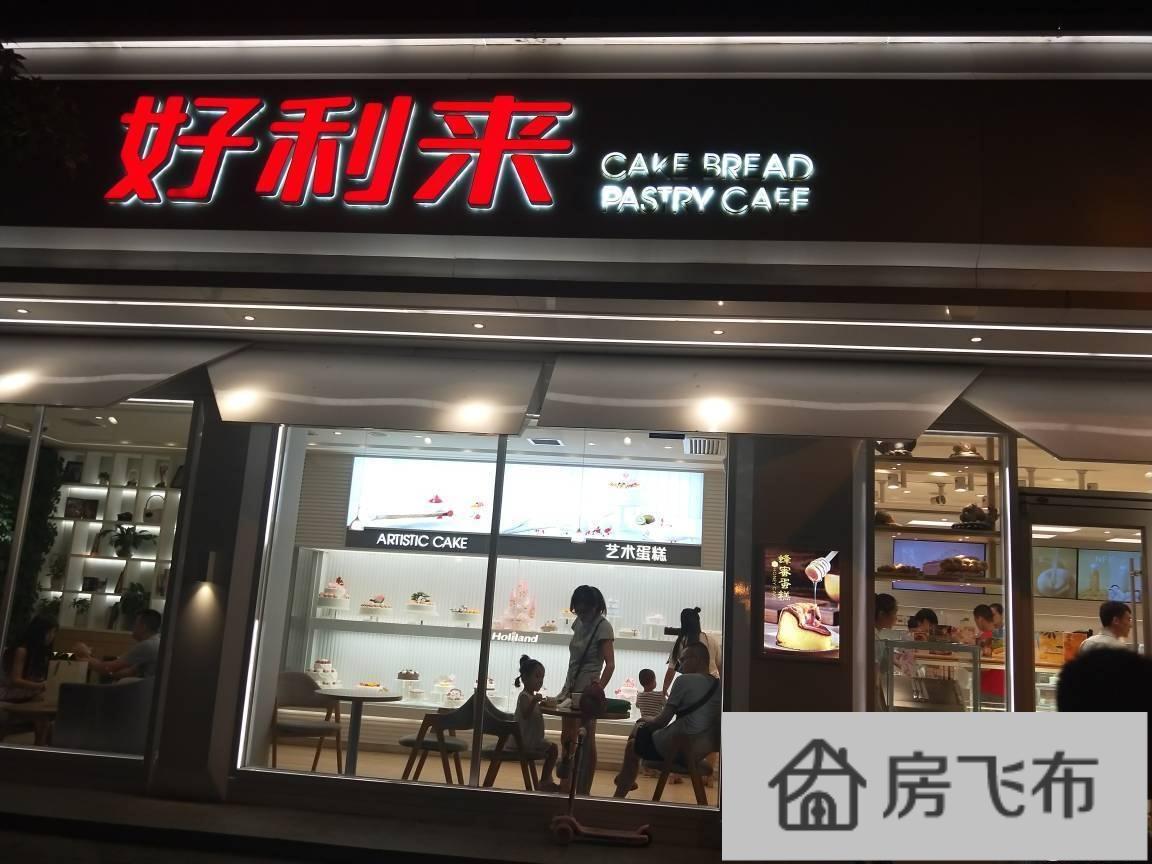 好利来
CAKE BREAD
PASTRY CAFE
ARTISTIC CAKE
艺术蛋糕
Holiland
蜂蜜蛋糕
房飞布